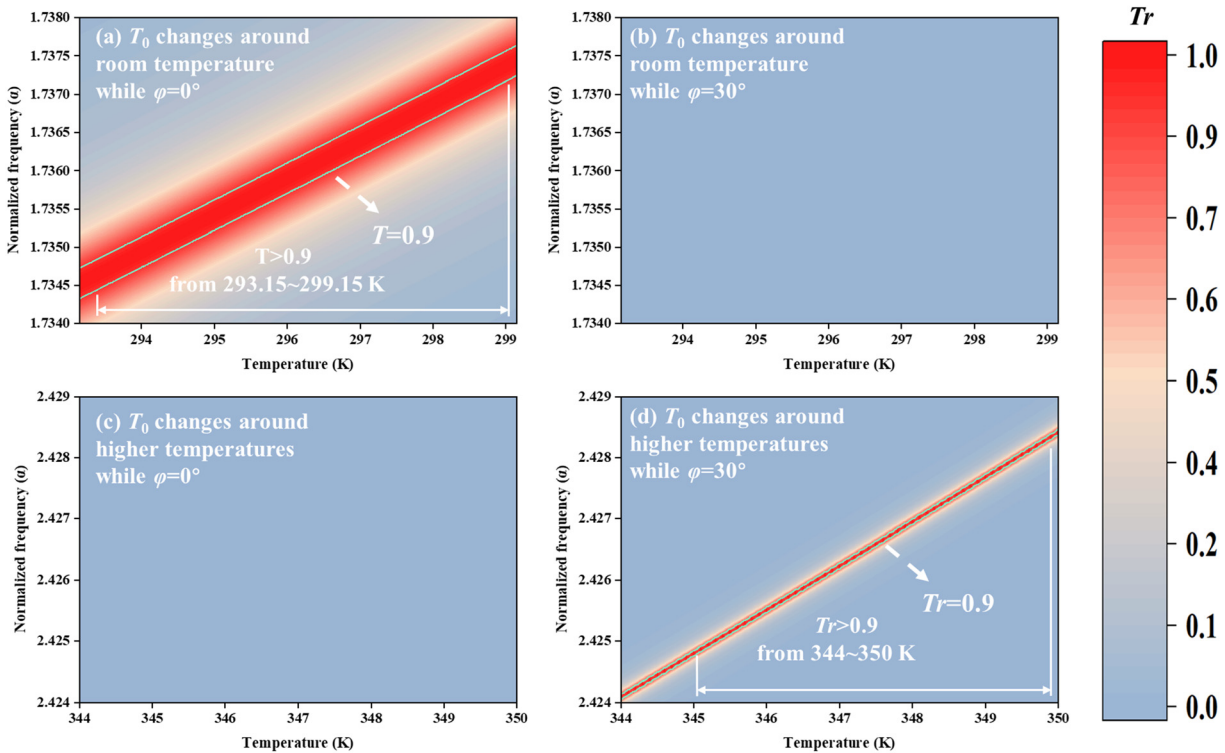 (a) T₀ changes around
room temperature
while φ=0°
T=0.9
T>0.9
from 293.15~299.15 K
1.7380
1.7375
1.7370
1.7365
1.7360
1.7355
1.7350
1.7345
1.7340
Normalized frequency (α)
294
295
296
297
298
299
Temperature (K)
(b) T₀ changes around
room temperature
while φ=30°
1.7380
1.7375
1.7370
1.7365
1.7360
1.7355
1.7350
1.7345
1.7340
Normalized frequency (α)
294
295
296
297
298
299
Temperature (K)
(c) T₀ changes around
higher temperatures
while φ=0°
2.429
2.428
2.427
2.426
2.425
2.424
Normalized frequency (α)
344
345
346
347
348
349
350
Temperature (K)
(d) T₀ changes around
higher temperatures
while φ=30°
Tr=0.9
Tr>0.9
from 344~350 K
2.429
2.428
2.427
2.426
2.425
2.424
Normalized frequency (α)
344
345
346
347
348
349
350
Temperature (K)
Tr
1.0
0.9
0.8
0.7
0.6
0.5
0.4
0.2
0.1
0.0